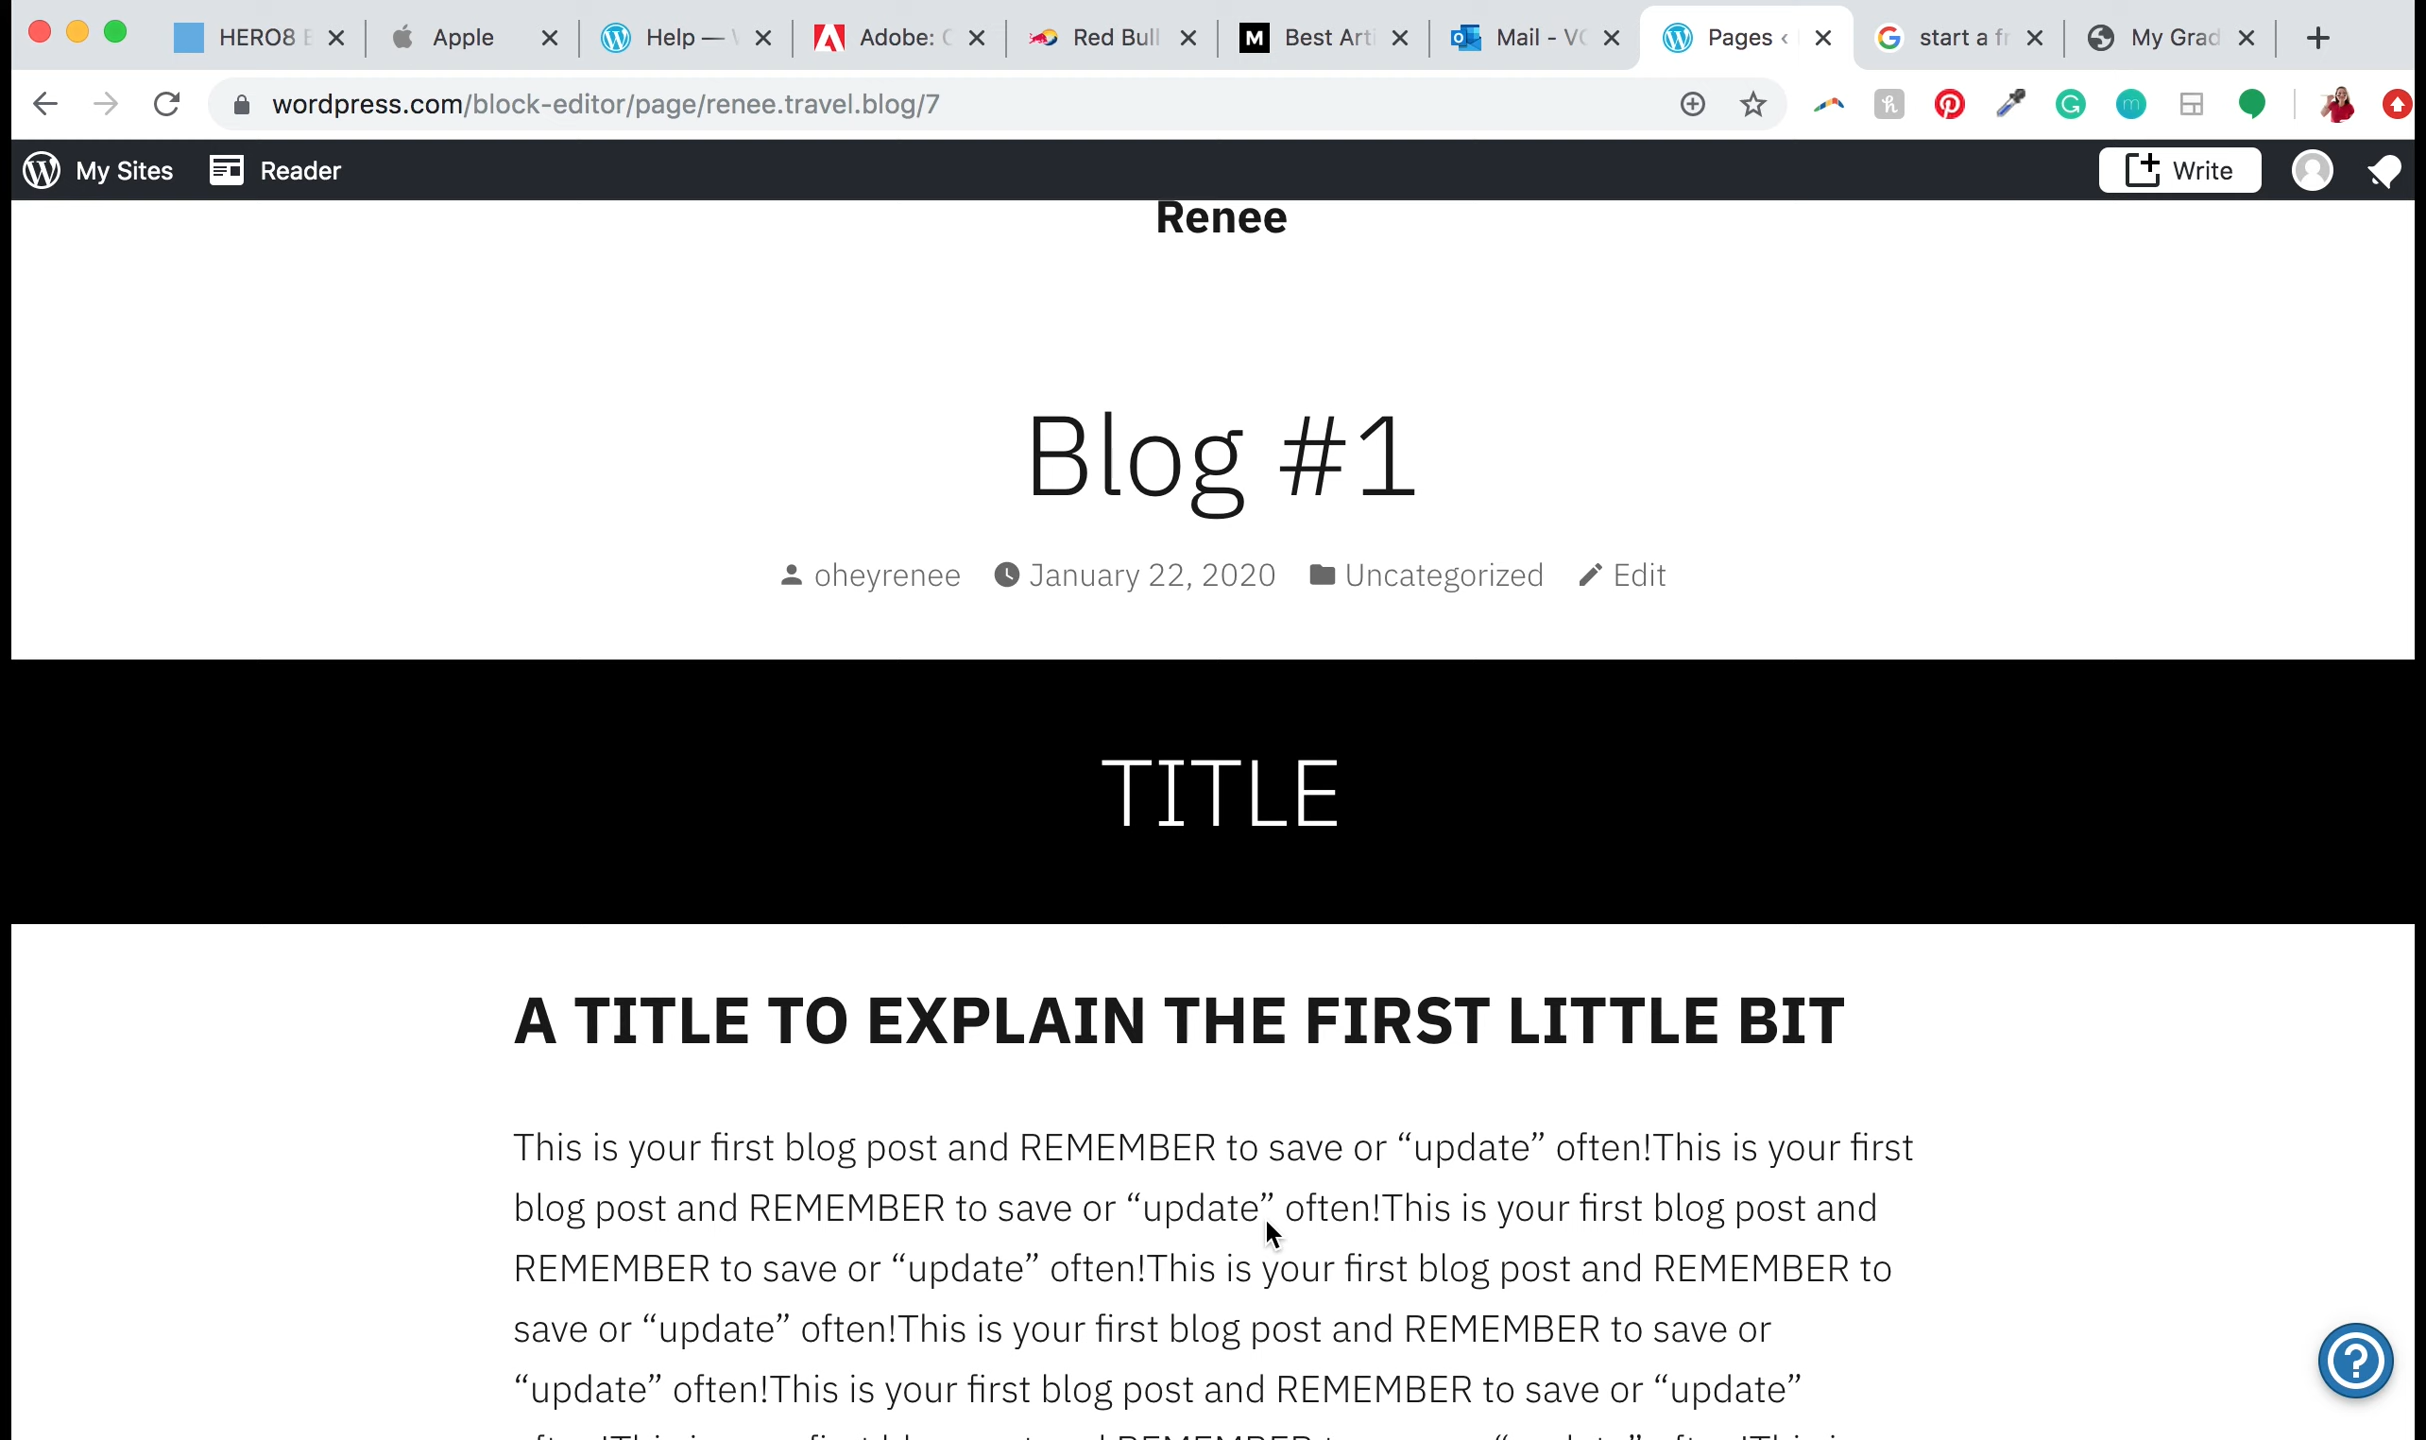 HERO8
Apple
Help —
Adobe:
Red Bull
M
Best Arti
Mail - VC
Pages ‹
start a fr
My Grad
wordpress.com/block-editor/page/renee.travel.blog/7
My Sites
Reader
Write
Renee
Blog #1
oheyrenee
January 22, 2020
Uncategorized
Edit
TITLE
A TITLE TO EXPLAIN THE FIRST LITTLE BIT
This is your first blog post and REMEMBER to save or “update” often!This is your first
blog post and REMEMBER to save or “update” often!This is your first blog post and
REMEMBER to save or “update” often!This is your first blog post and REMEMBER to
save or “update” often!This is your first blog post and REMEMBER to save or
“update” often!This is your first blog post and REMEMBER to save or “update”